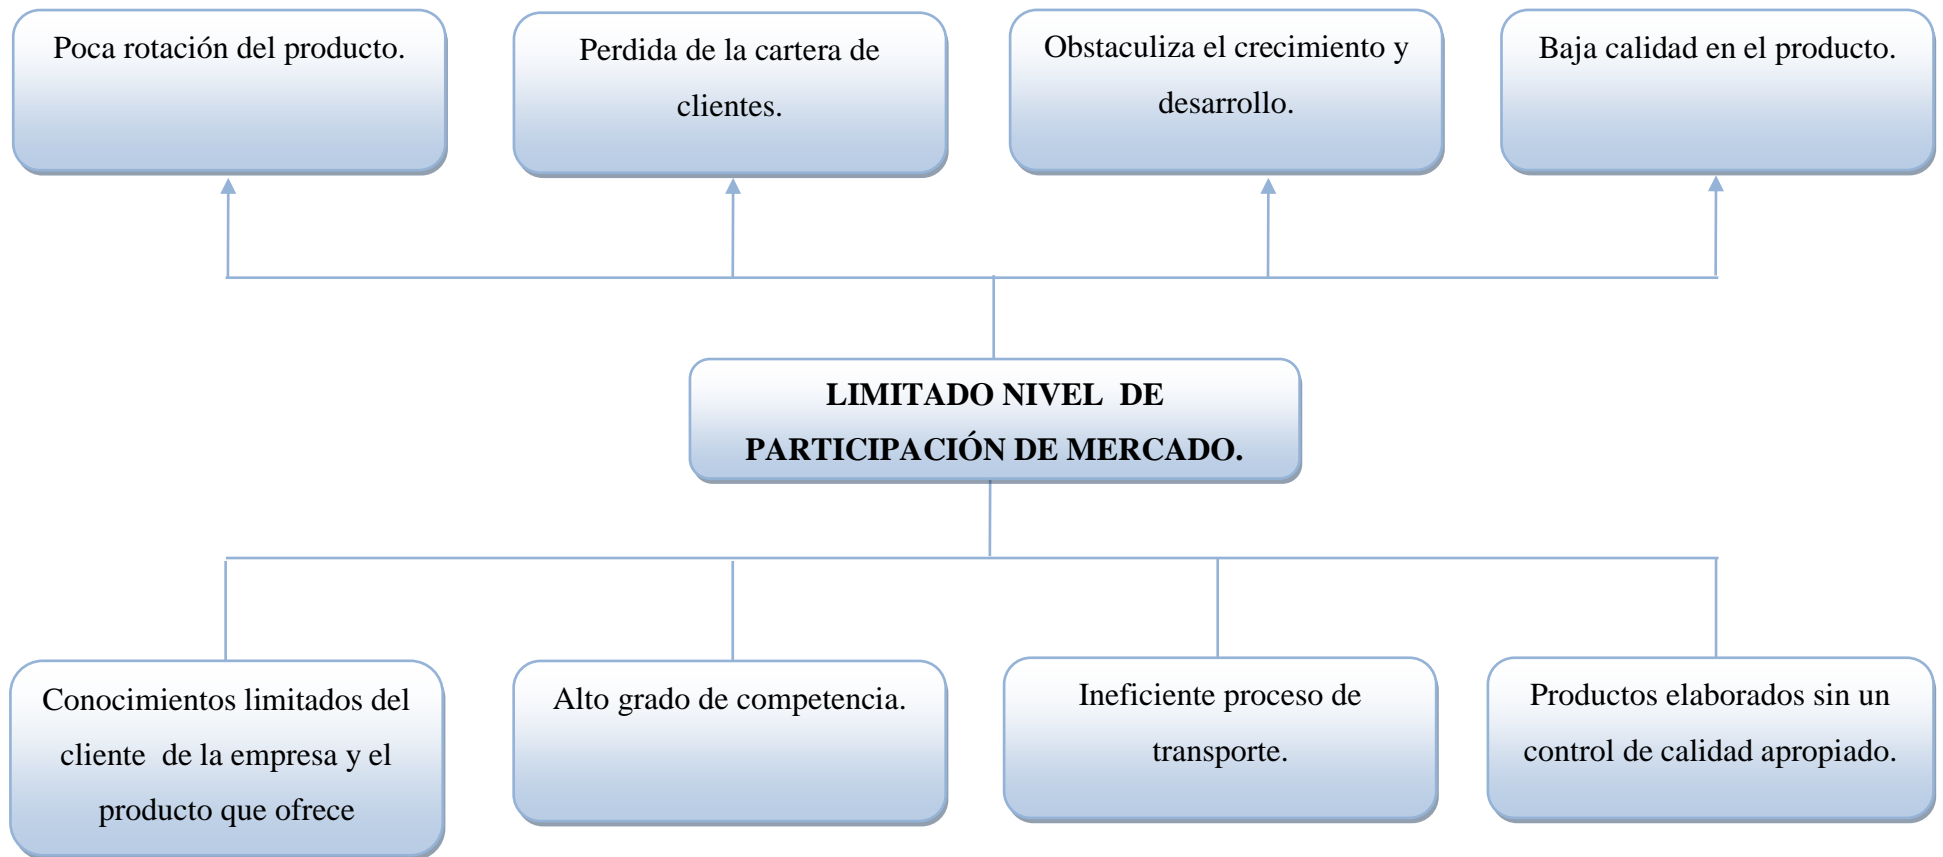 Poca rotación del producto.
Perdida de la cartera de
clientes.
Obstaculiza el crecimiento y
desarrollo.
Baja calidad en el producto.
LIMITADO NIVEL  DE
PARTICIPACIÓN DE MERCADO.
Conocimientos limitados del
cliente  de la empresa y el
producto que ofrece
Alto grado de competencia.
Ineficiente proceso de
transporte.
Productos elaborados sin un
control de calidad apropiado.